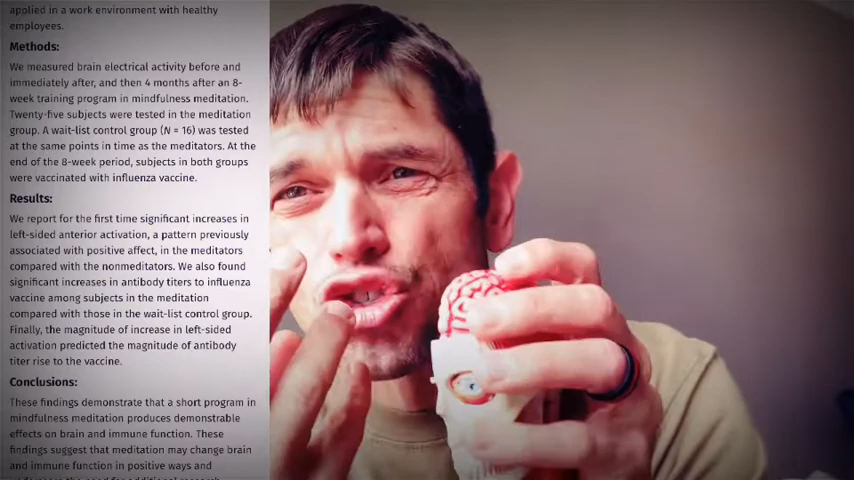 applied in a work environment with healthy
employees.
Methods:
We measured brain electrical activity before and
immediately after, and then 4 months after an 8-
week training program in mindfulness meditation.
Twenty-five subjects were tested in the meditation
group. A wait-list control group (N = 16) was tested
at the same points in time as the meditators. At the
end of the 8-week period, subjects in both groups
were vaccinated with influenza vaccine.
Results:
We report for the first time significant increases in
left-sided anterior activation, a pattern previously
associated with positive affect, in the meditators
compared with the nonmeditators. We also found
significant increases in antibody titers to influenza
vaccine among subjects in the meditation
compared with those in the wait-list control group.
Finally, the magnitude of increase in left-sided
activation predicted the magnitude of antibody
titer rise to the vaccine.
Conclusions:
These findings demonstrate that a short program in
mindfulness meditation produces demonstrable
effects on brain and immune function. These
findings suggest that meditation may change brain
and immune function in positive ways and